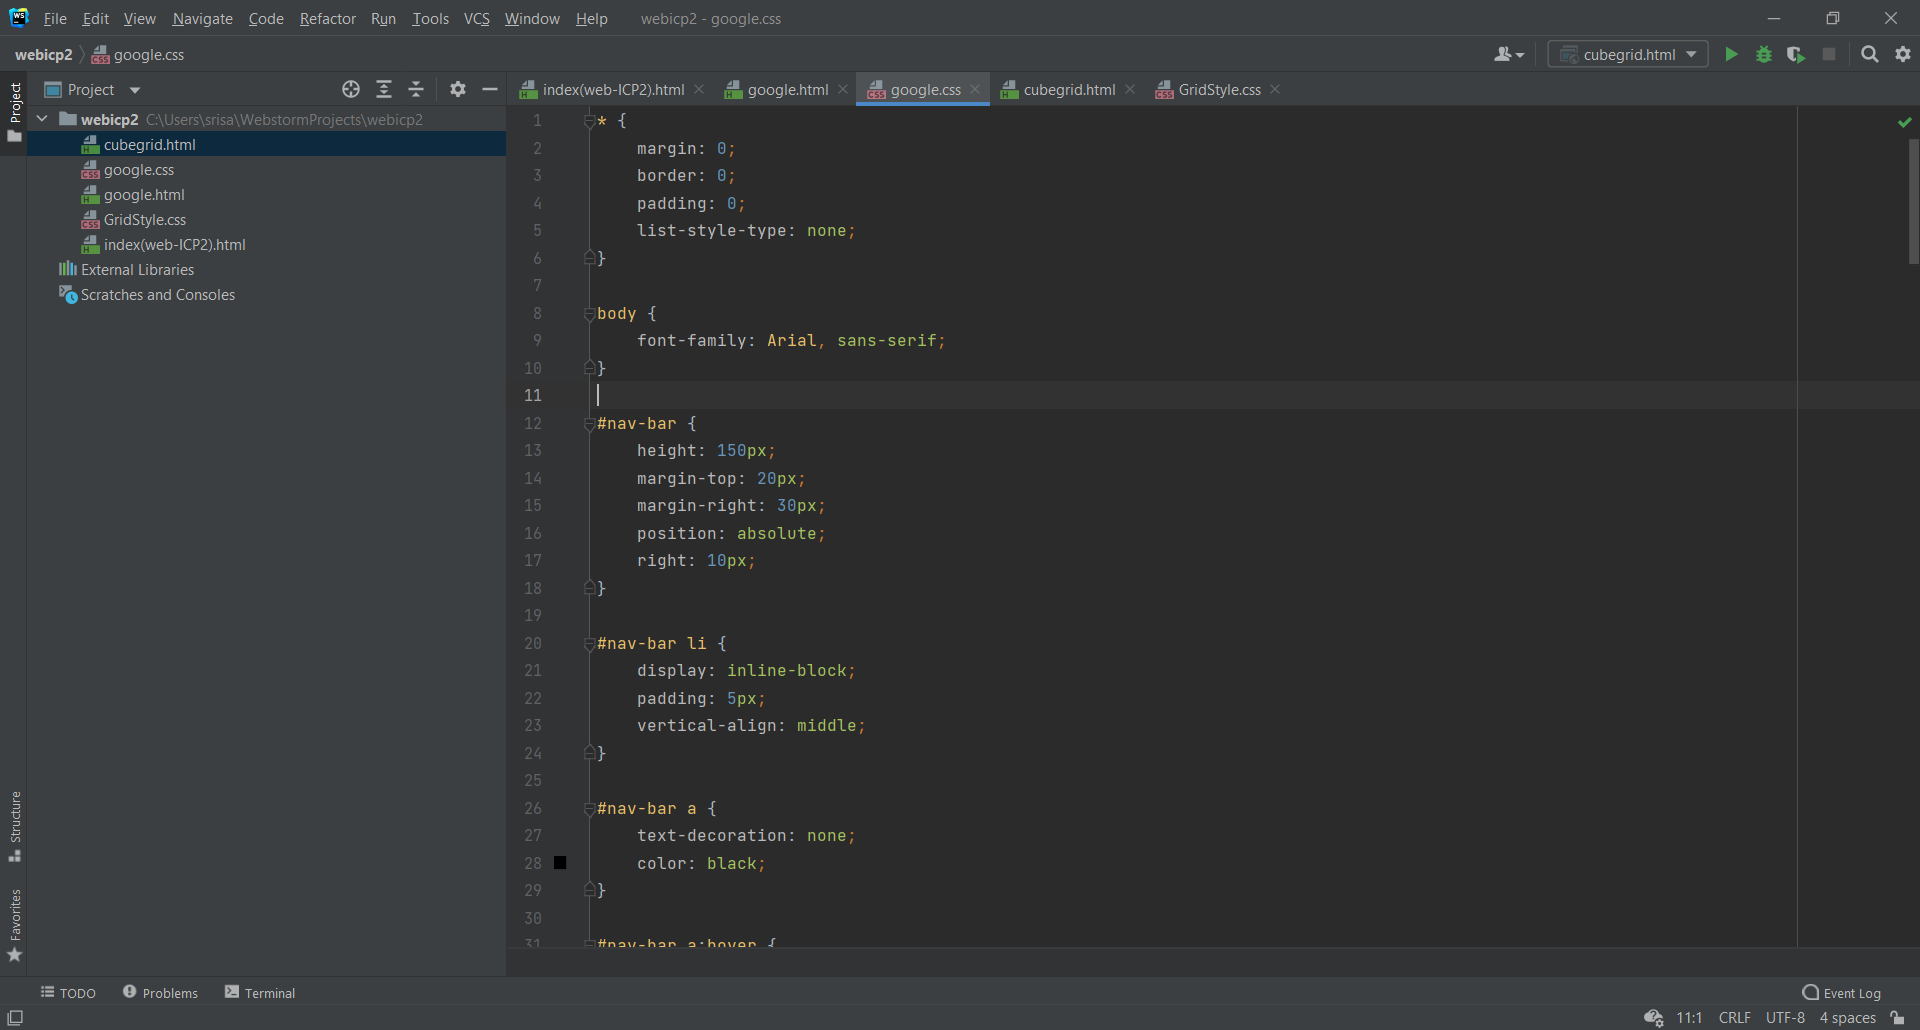 File Edit View Navigate Code Refactor Run Tools VCS Window Help webicp2 - google.css
webicp2 google.css cubegrid.html
Project
Project
index(web-ICP2).html google.html google.css cubegrid.html GridStyle.css
webicp2 C:\Users\srisa\WebstormProjects\webicp2
cubegrid.html
google.css
google.html
GridStyle.css
index(web-ICP2).html
External Libraries
Scratches and Consoles
1 * {
2 margin: 0;
3 border: 0;
4 padding: 0;
5 list-style-type: none;
6 }
7
8 body {
9 font-family: Arial, sans-serif;
10 }
11
12 #nav-bar {
13 height: 150px;
14 margin-top: 20px;
15 margin-right: 30px;
16 position: absolute;
17 right: 10px;
18 }
19
20 #nav-bar li {
21 display: inline-block;
22 padding: 5px;
23 vertical-align: middle;
24 }
25
26 #nav-bar a {
27 text-decoration: none;
28 color: black;
29 }
30
31 #nav-bar a:hover {
Structure
Favorites
TODO Problems Terminal Event Log
11:1 CRLF UTF-8 4 spaces